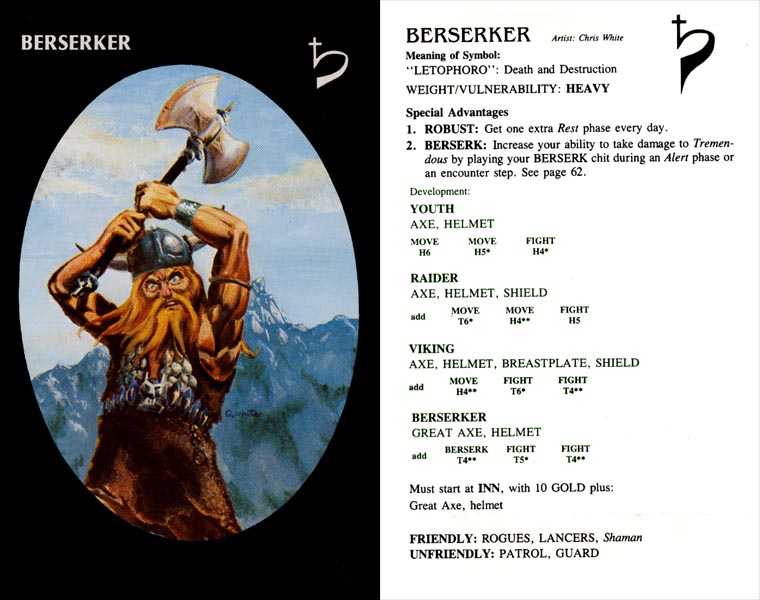 BERSERKER
BERSERKER Artist: Chris White
Meaning of Symbol:
“LETOPHORO”: Death and Destruction
WEIGHT/VULNERABILITY: HEAVY
Special Advantages
1. ROBUST: Get one extra Rest phase every day.
2. BERSERK: Increase your ability to take damage to Tremen-
dous by playing your BERSERK chit during an Alert phase or
an encounter step. See page 62.
Development:
YOUTH
AXE, HELMET
MOVE MOVE FIGHT
H6 H5* H4*
RAIDER
AXE, HELMET, SHIELD
add MOVE MOVE FIGHT
T6* H4** H5
VIKING
AXE, HELMET, BREASTPLATE, SHIELD
add MOVE FIGHT FIGHT
H4** T6* T4**
BERSERKER
GREAT AXE, HELMET
add BERSERK FIGHT FIGHT
T4** T5* T4**
Must start at INN, with 10 GOLD plus:
Great Axe, helmet
FRIENDLY: ROGUES, LANCERS, Shaman
UNFRIENDLY: PATROL, GUARD